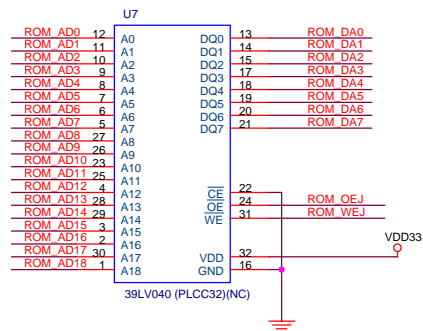 U7
ROM_AD0 12 A0 DQ0 13 ROM_DA0
ROM_AD1 11 A1 DQ1 14 ROM_DA1
ROM_AD2 10 A2 DQ2 15 ROM_DA2
ROM_AD3 9 A3 DQ3 17 ROM_DA3
ROM_AD4 8 A4 DQ4 18 ROM_DA4
ROM_AD5 7 A5 DQ5 19 ROM_DA5
ROM_AD6 6 A6 DQ6 20 ROM_DA6
ROM_AD7 5 A7 DQ7 21 ROM_DA7
ROM_AD8 27 A8
ROM_AD9 26 A9
ROM_AD10 23 A10
ROM_AD11 25 A11
ROM_AD12 4 A12 CE 22
ROM_AD13 28 A13 OE 24 ROM_OEJ
ROM_AD14 29 A14 WE 31 ROM_WEJ
ROM_AD15 3 A15
ROM_AD16 2 A16 VDD33
ROM_AD17 30 A17 VDD 32
ROM_AD18 1 A18 GND 16
39LV040 (PLCC32)(NC)